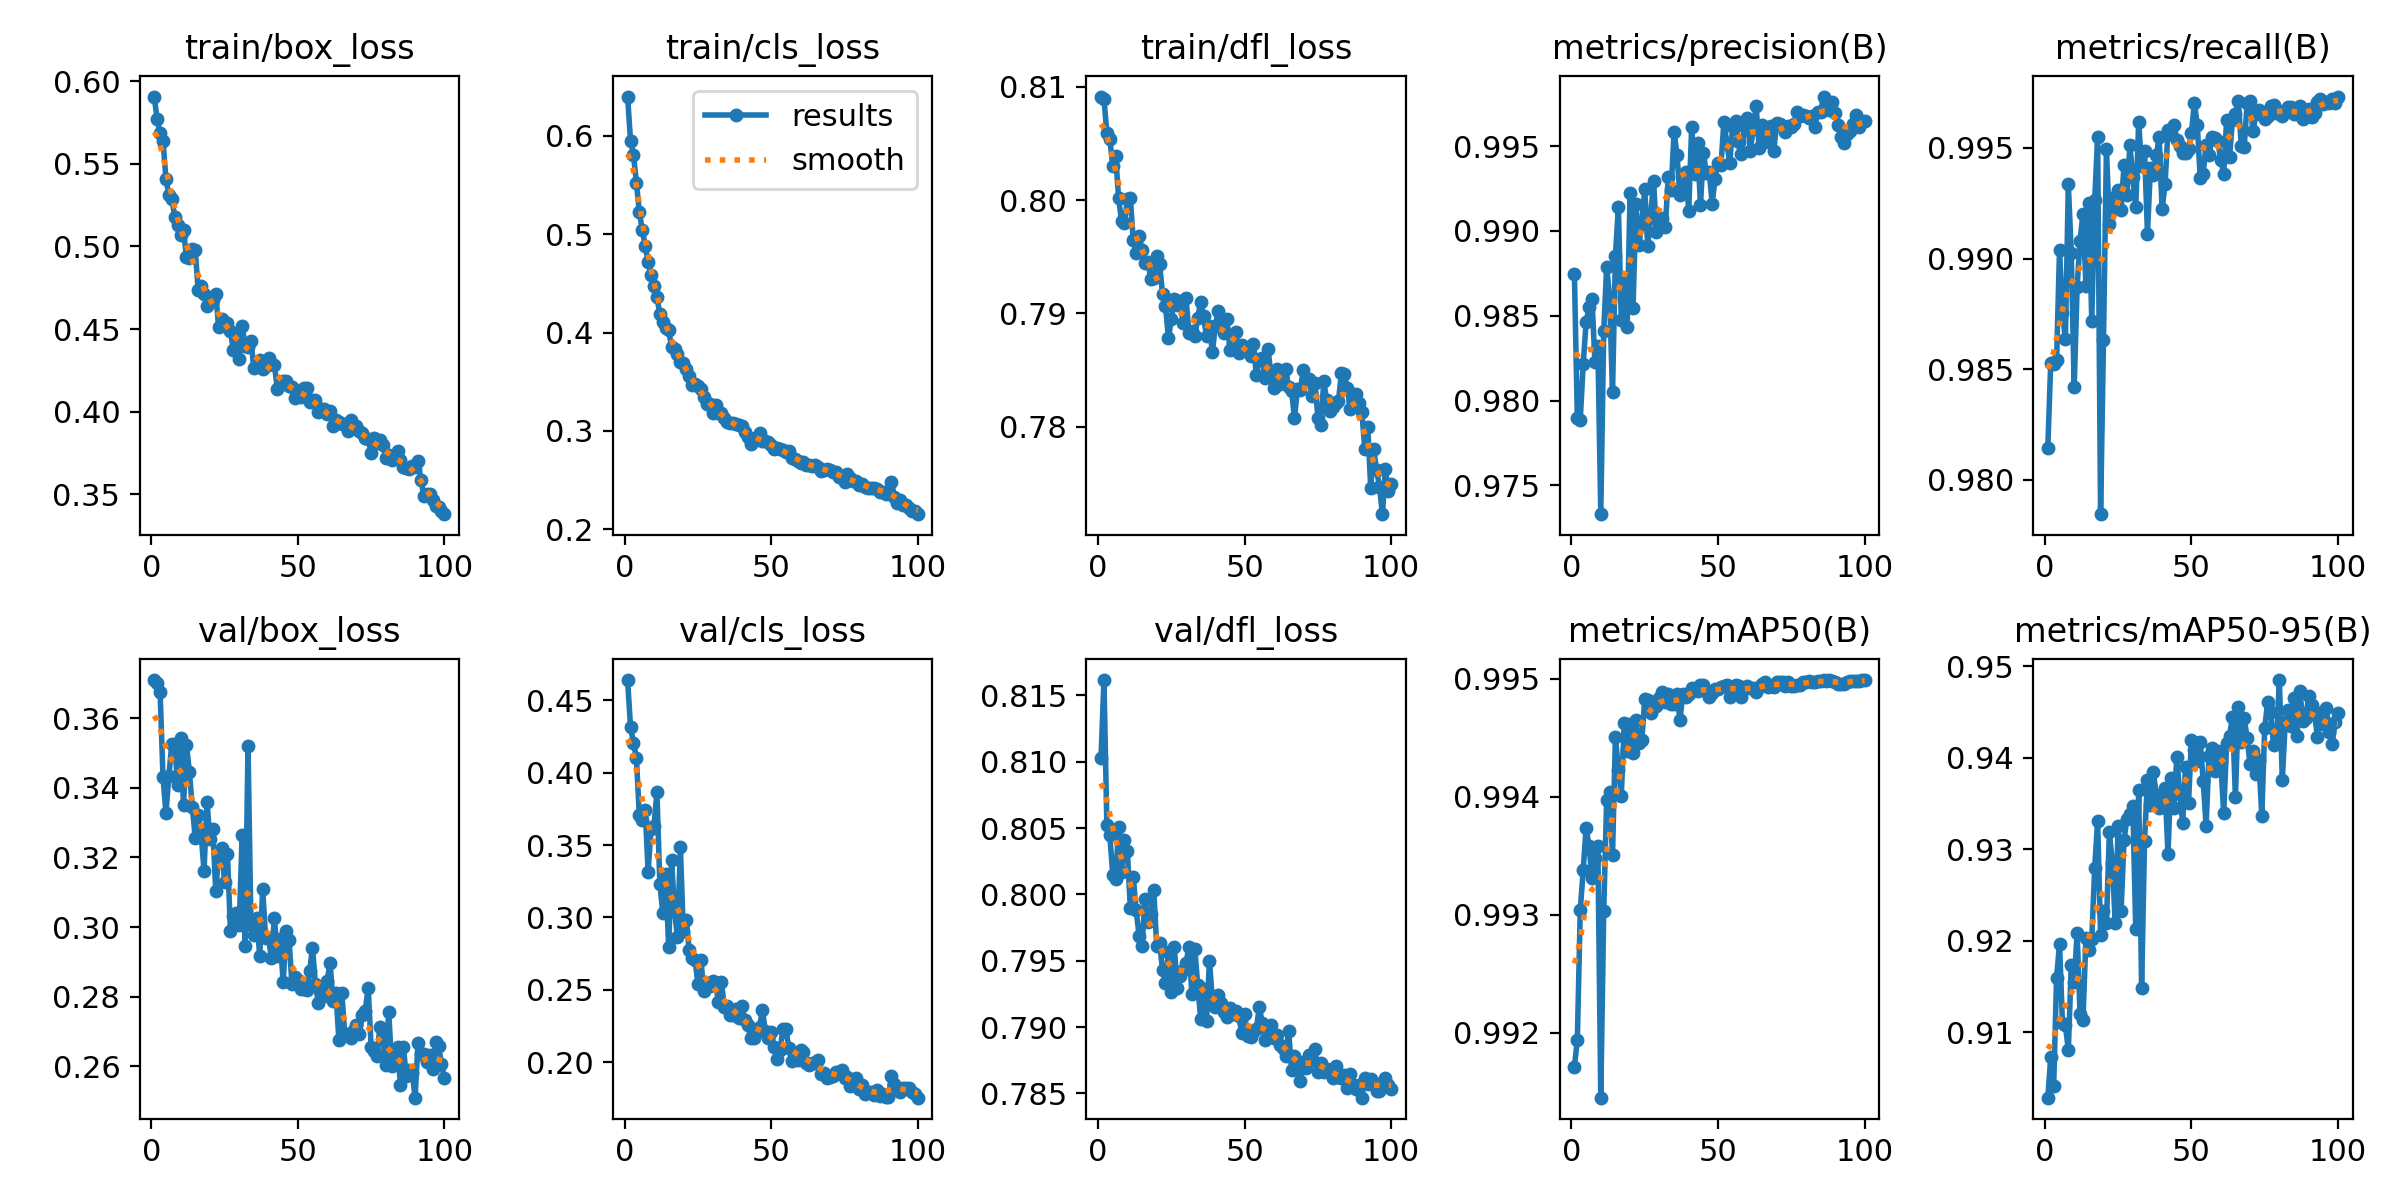 train/box_loss
0.60
0.55
0.50
0.45
0.40
0.35
0 50 100
train/cls_loss
results
smooth
0.6
0.5
0.4
0.3
0.2
0 50 100
train/dfl_loss
0.81
0.80
0.79
0.78
0 50 100
metrics/precision(B)
0.995
0.990
0.985
0.980
0.975
0 50 100
metrics/recall(B)
0.995
0.990
0.985
0.980
0 50 100
val/box_loss
0.36
0.34
0.32
0.30
0.28
0.26
0 50 100
val/cls_loss
0.45
0.40
0.35
0.30
0.25
0.20
0 50 100
val/dfl_loss
0.815
0.810
0.805
0.800
0.795
0.790
0.785
0 50 100
metrics/mAP50(B)
0.995
0.994
0.993
0.992
0 50 100
metrics/mAP50-95(B)
0.95
0.94
0.93
0.92
0.91
0 50 100